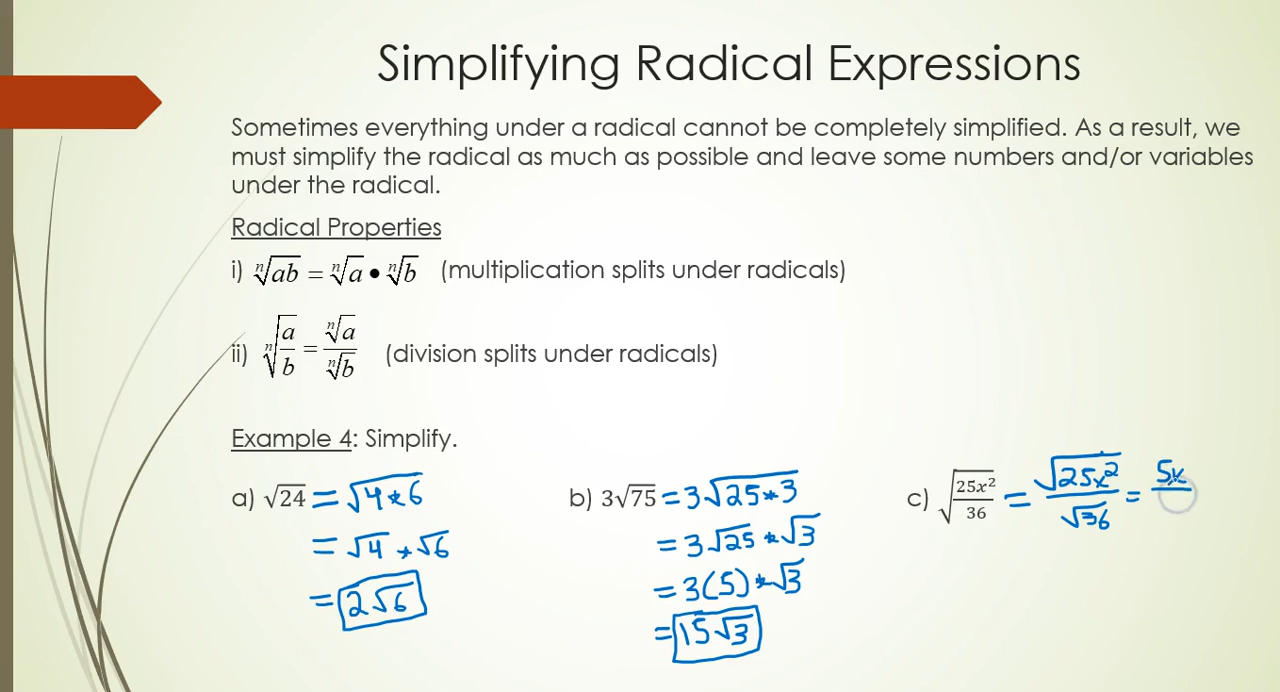 Simplifying Radical Expressions
Sometimes everything under a radical cannot be completely simplified. As a result, we
must simplify the radical as much as possible and leave some numbers and/or variables
under the radical.
Radical Properties
i) ⁿ√(ab) = ⁿ√a • ⁿ√b (multiplication splits under radicals)
ii) ⁿ√(a/b) = ⁿ√a / ⁿ√b (division splits under radicals)
Example 4: Simplify.
a) √24 = √(4*6)
= √4 * √6
= 2√6
b) 3√75 = 3√(25*3)
= 3√25 * √3
= 3(5) * √3
= 15√3
c) √(25x²/36) = √(25x²) / √36 = 5x /